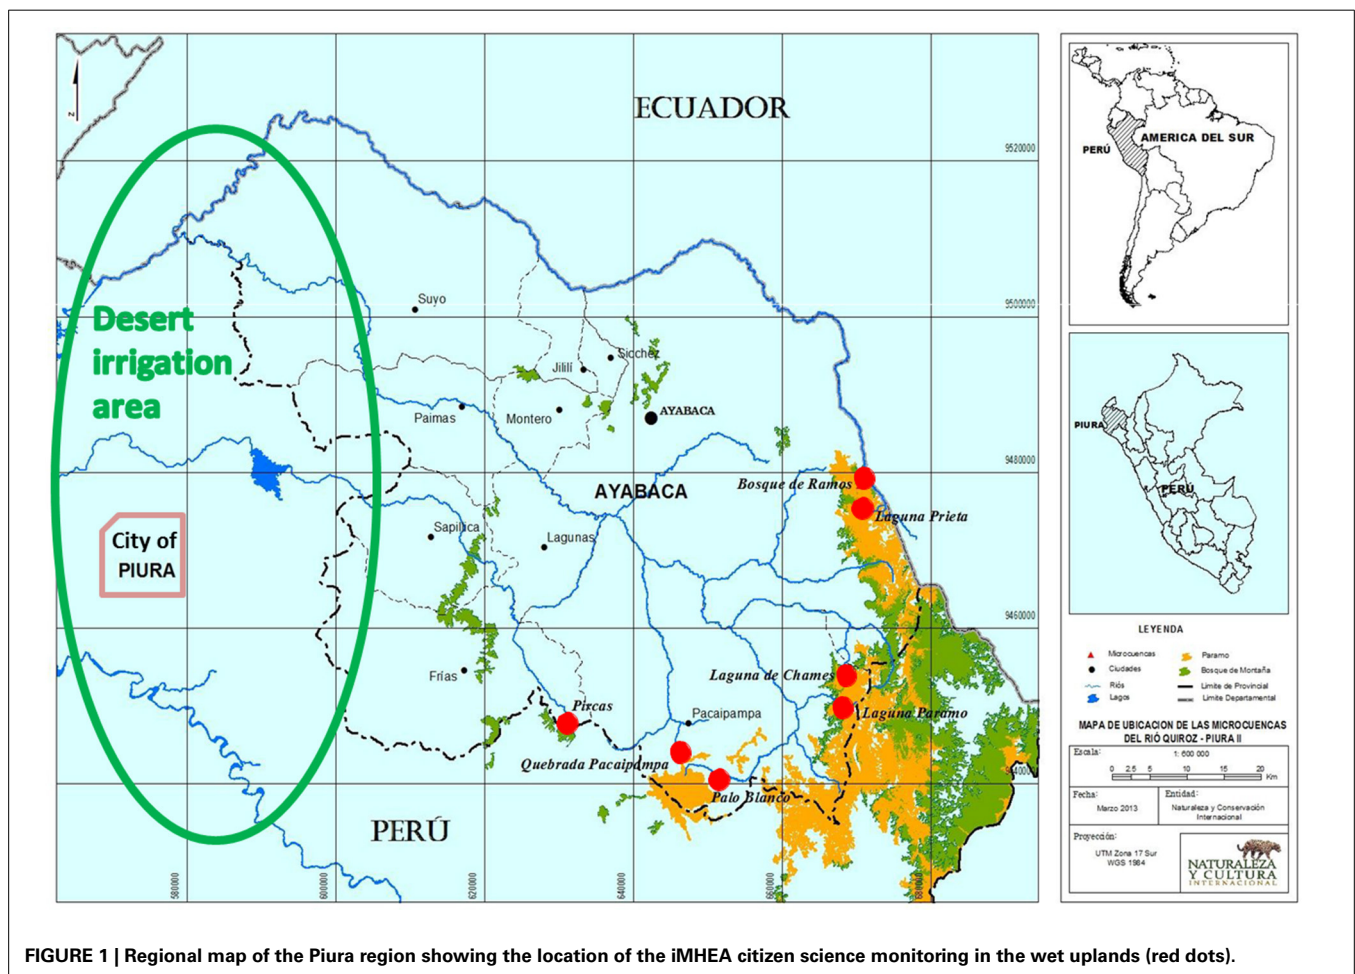 ECUADOR
N
9520000
Desert
irrigation
area
Suyo
9500000
Sicchez
Jililí
AYABACA
Paimas
Montero
9480000
Bosque de Ramos
AYABACA
Laguna Prieta
City of
PIURA
Sapillca
Lagunas
9460000
Laguna de Chames
Frías
Pircas
Pacaipampa
Laguna Paramo
Quebrada Pacaipampa
Palo Blanco
9440000
PERÚ
580000
600000
620000
640000
660000
680000
AMERICA DEL SUR
PERÚ
PIURA
PERÚ
LEYENDA
Microcuencas
Paramo
Ciudades
Bosque de Montaña
Riós
Límite de Provincial
Lagos
Límite Departamental
MAPA DE UBICACION DE LAS MICROCUENCAS
DEL RIÓ QUIROZ - PIURA II
Escala:
1: 600 000
0 2.5 5 10 15 20
Km
Fecha:
Marzo 2013
Entidad:
Naturaleza y Conservación
Internacional
Proyección:
UTM Zona 17 Sur
WGS 1984
NATURALEZA
Y CULTURA
INTERNACIONAL
FIGURE 1 | Regional map of the Piura region showing the location of the iMHEA citizen science monitoring in the wet uplands (red dots).